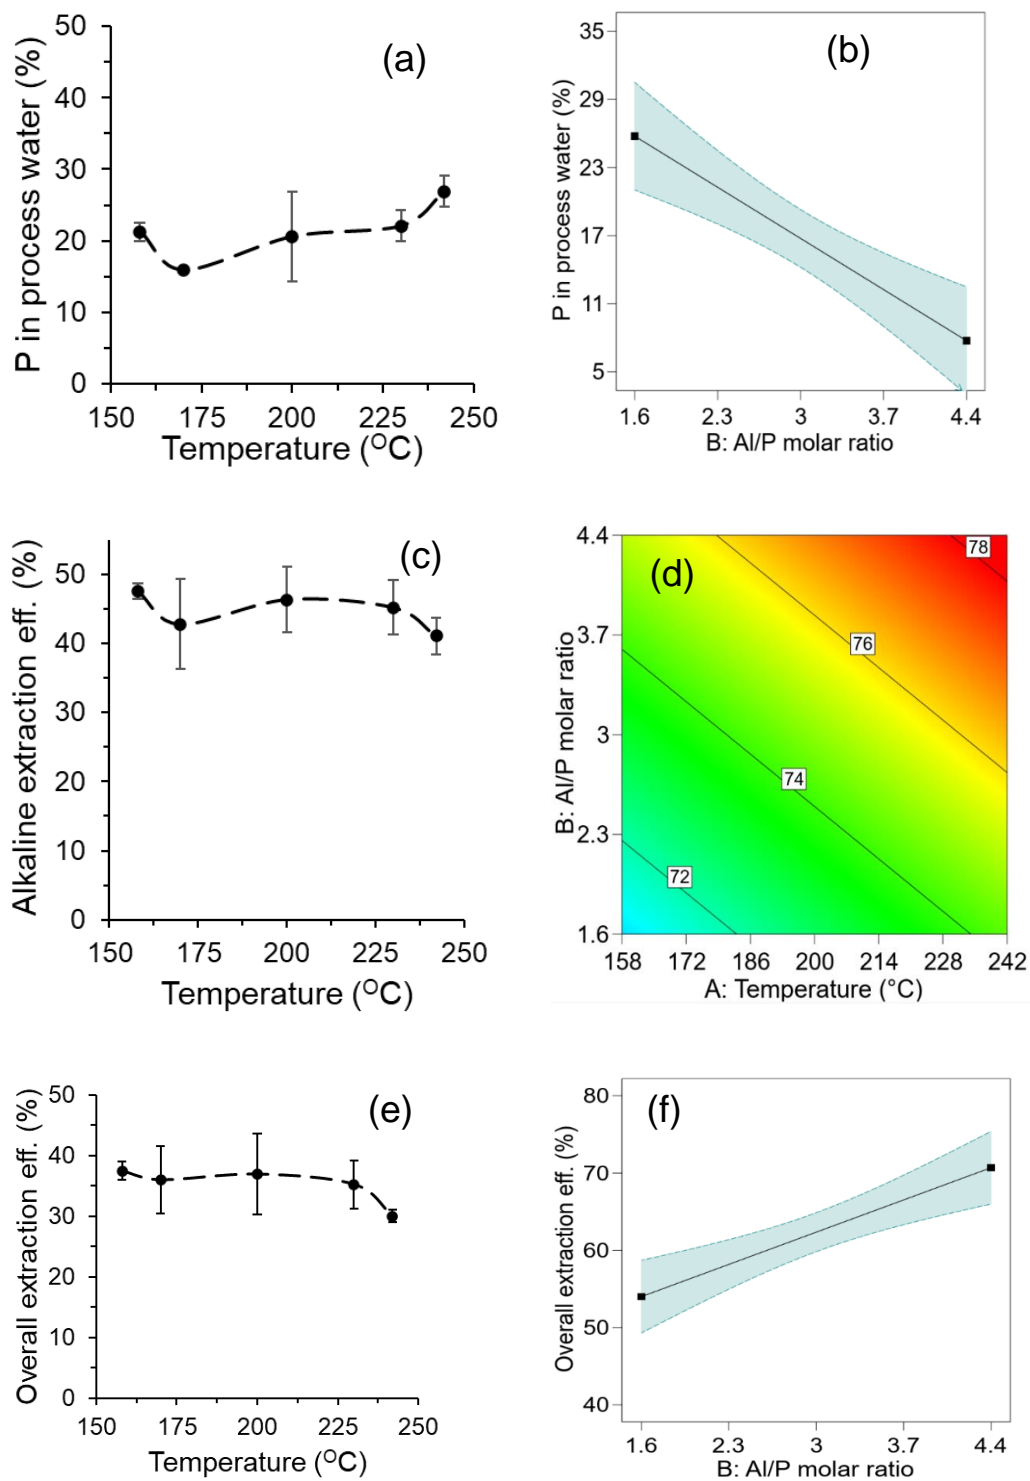 (a)
P in process water (%)
50
40
30
20
10
0
150 175 200 225 250
Temperature (ᴼC)
(b)
P in process water (%)
35
29
23
17
11
5
1.6 2.3 3 3.7 4.4
B: Al/P molar ratio
(c)
Alkaline extraction eff. (%)
50
40
30
20
10
0
150 175 200 225 250
Temperature (ᴼC)
(d)
B: Al/P molar ratio
4.4
3.7
3
2.3
1.6
78
76
74
72
158 172 186 200 214 228 242
A: Temperature (°C)
(e)
Overall extraction eff. (%)
50
40
30
20
10
0
150 175 200 225 250
Temperature (ᴼC)
(f)
Overall extraction eff. (%)
80
70
60
50
40
1.6 2.3 3 3.7 4.4
B: Al/P molar ratio